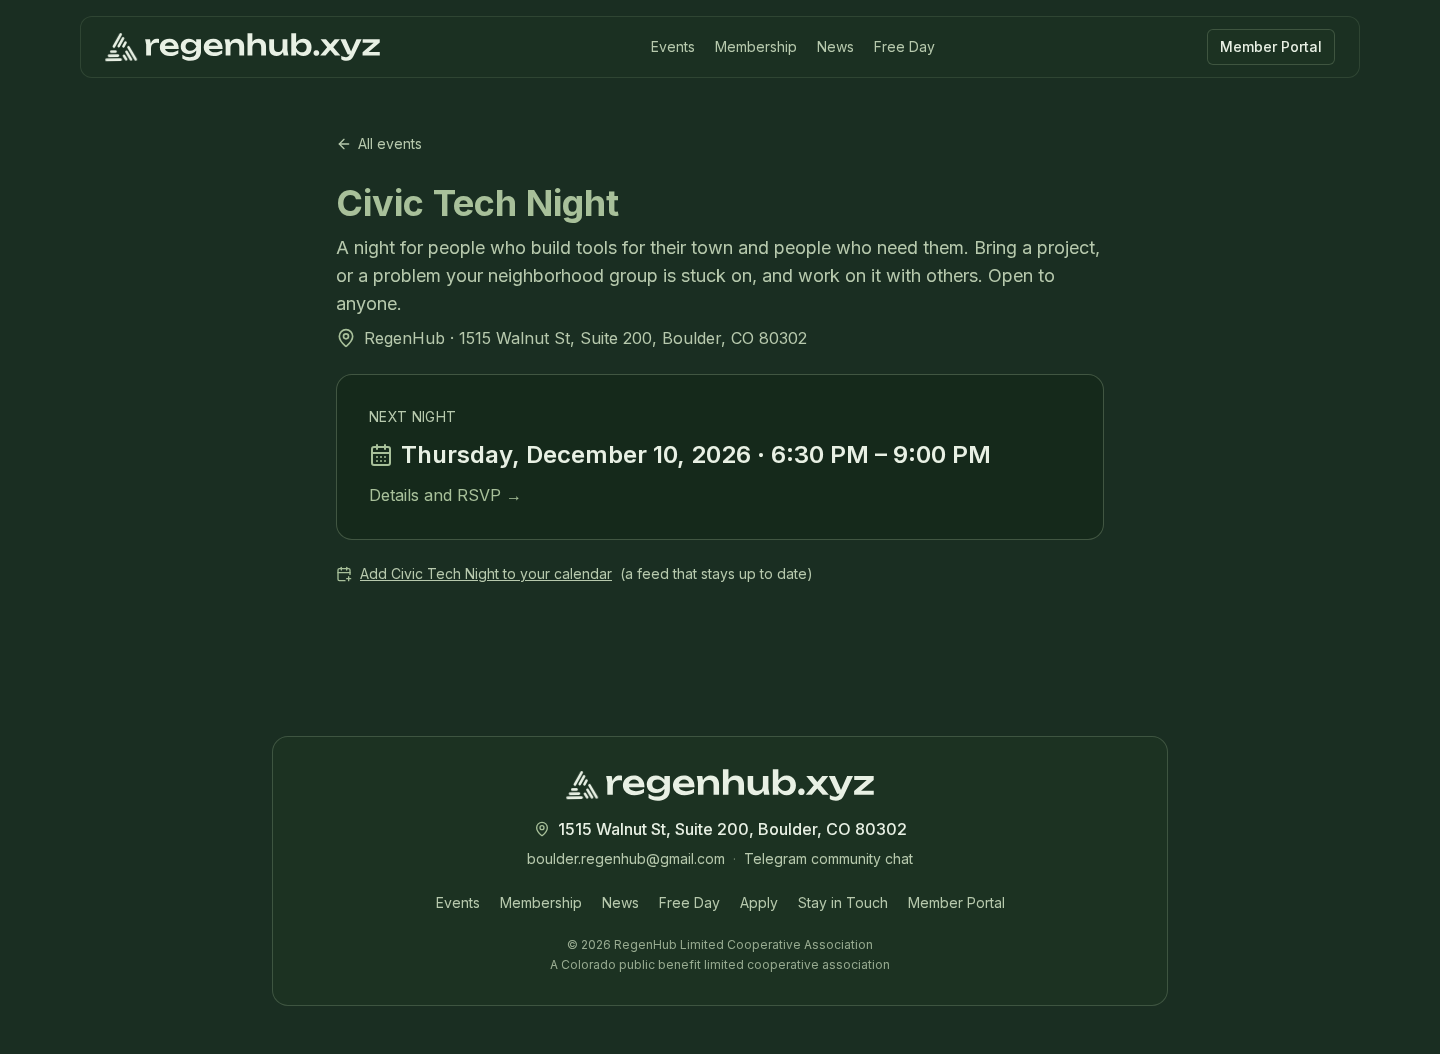 regenhub.xyz
Events Membership News Free Day
Member Portal
← All events
Civic Tech Night
A night for people who build tools for their town and people who need them. Bring a project,
or a problem your neighborhood group is stuck on, and work on it with others. Open to
anyone.
RegenHub · 1515 Walnut St, Suite 200, Boulder, CO 80302
NEXT NIGHT
Thursday, December 10, 2026 · 6:30 PM – 9:00 PM
Details and RSVP →
Add Civic Tech Night to your calendar (a feed that stays up to date)
regenhub.xyz
1515 Walnut St, Suite 200, Boulder, CO 80302
boulder.regenhub@gmail.com · Telegram community chat
Events Membership News Free Day Apply Stay in Touch Member Portal
© 2026 RegenHub Limited Cooperative Association
A Colorado public benefit limited cooperative association